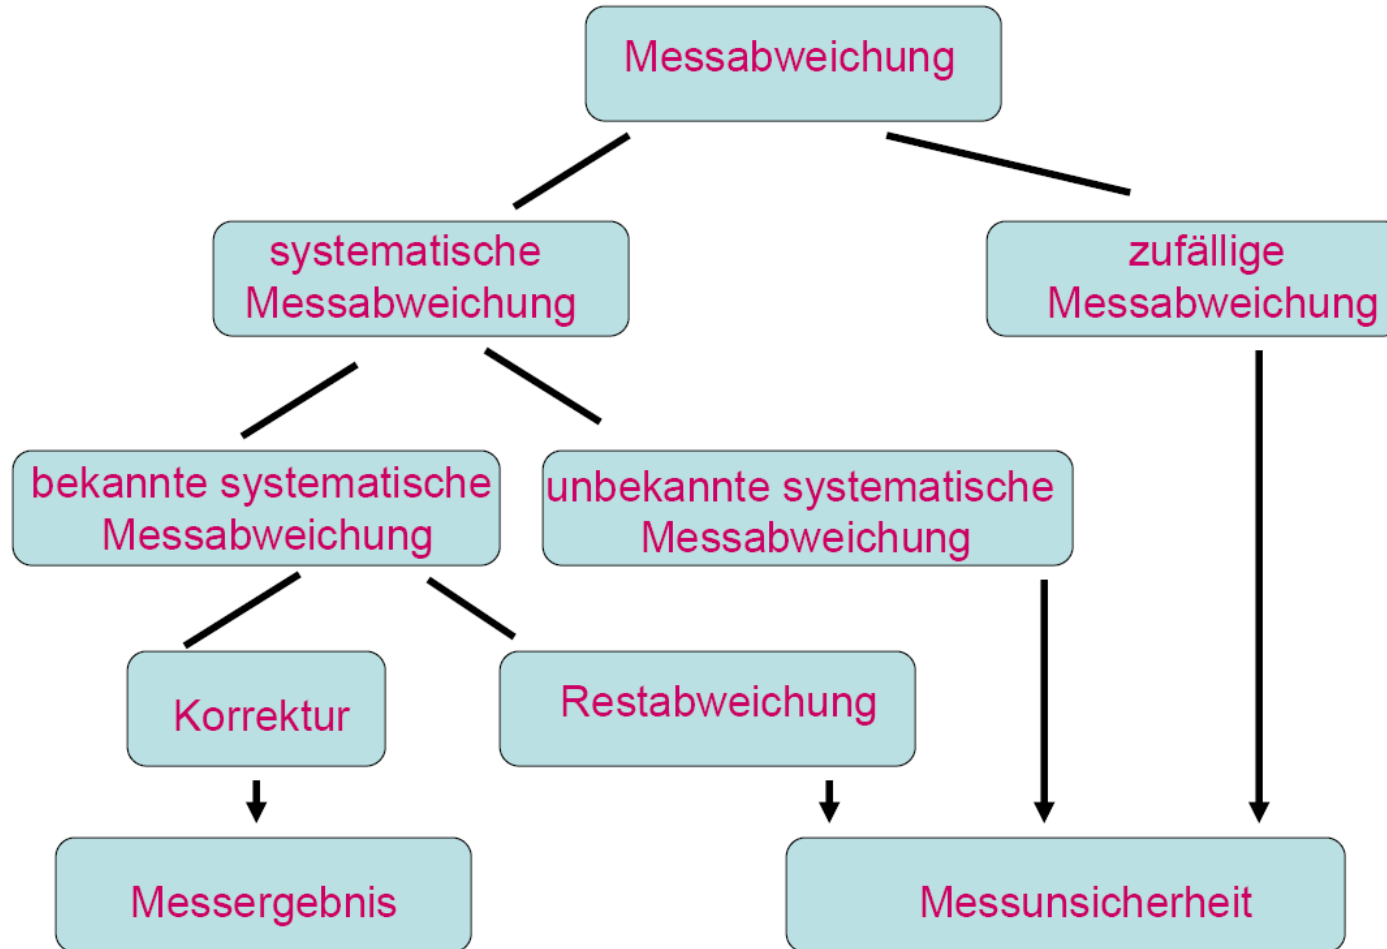 Messabweichung
systematische
Messabweichung
zufällige
Messabweichung
bekannte systematische
Messabweichung
unbekannte systematische
Messabweichung
Korrektur
Restabweichung
Messergebnis
Messunsicherheit